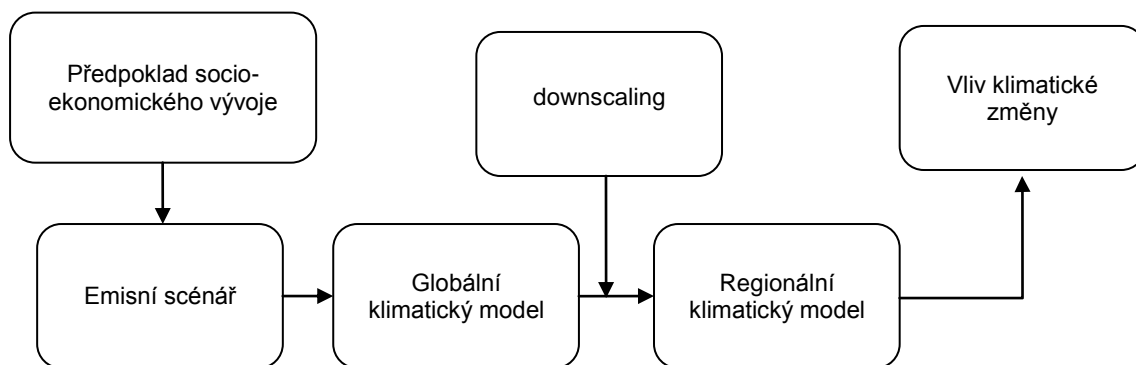 Předpoklad socio-
ekonomického vývoje
downscaling
Vliv klimatické
změny
Emisní scénář
Globální
klimatický model
Regionální
klimatický model